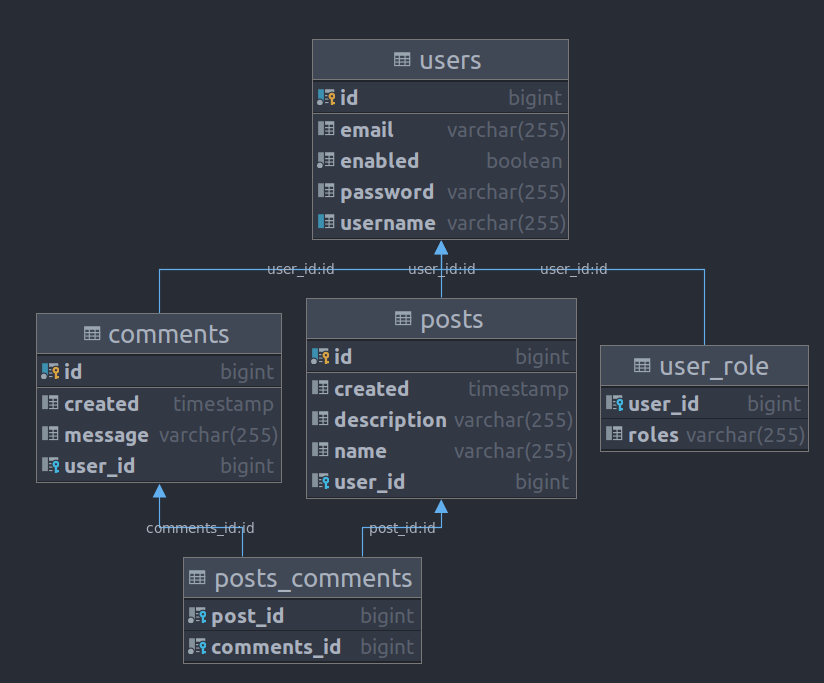 users
id bigint
email varchar(255)
enabled boolean
password varchar(255)
username varchar(255)
user_id:id user_id:id user_id:id
comments
id bigint
created timestamp
message varchar(255)
user_id bigint
posts
id bigint
created timestamp
description varchar(255)
name varchar(255)
user_id bigint
user_role
user_id bigint
roles varchar(255)
comments_id:id post_id:id
posts_comments
post_id bigint
comments_id bigint